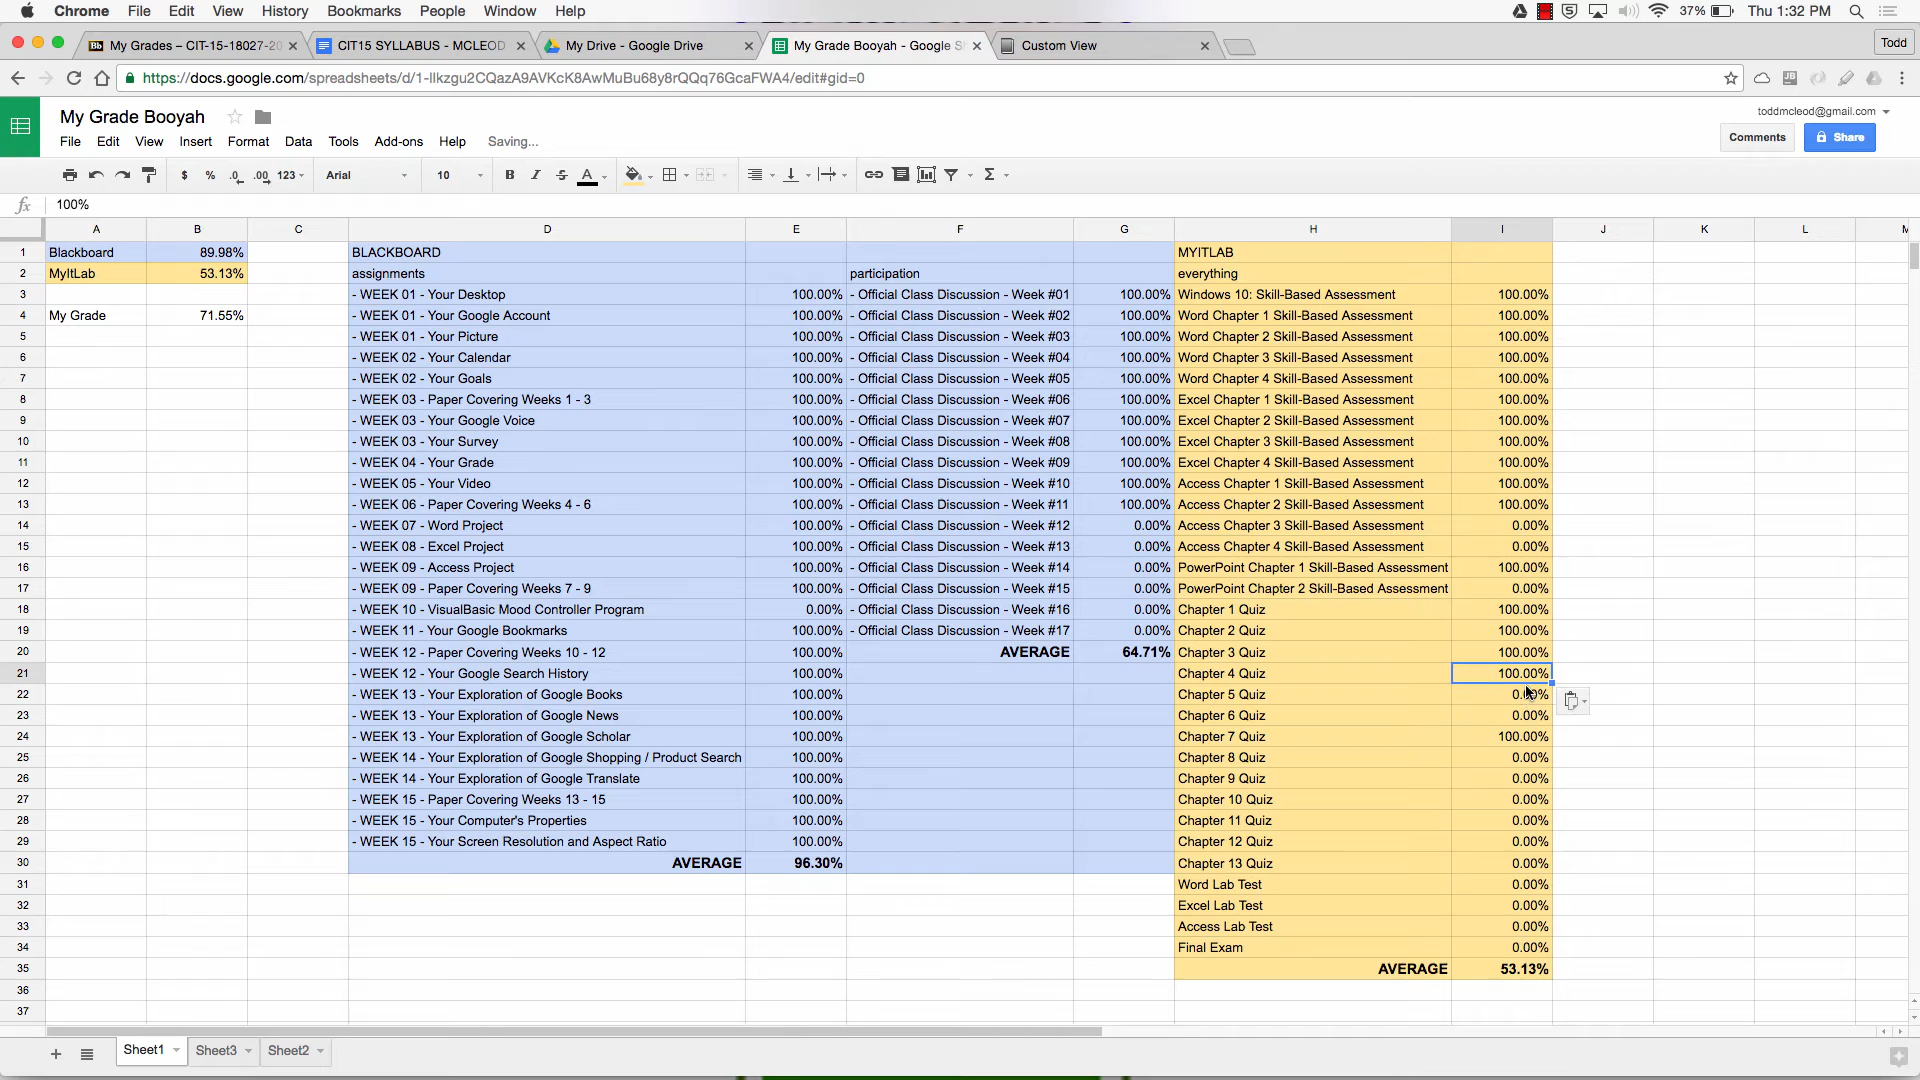 Chrome File Edit View History Bookmarks People Window Help 37% Thu 1:32 PM
My Grades – CIT-15-18027-20 CIT15 SYLLABUS - MCLEOD My Drive - Google Drive My Grade Booyah - Google S Custom View Todd
https://docs.google.com/spreadsheets/d/1-llkzgu2CQazA9AVKcK8AwMuBu68y8rQQq76GcaFWA4/edit#gid=0
My Grade Booyah toddmcleod@gmail.com
File Edit View Insert Format Data Tools Add-ons Help Saving... Comments Share
$ % .0 .00 123 Arial 10 B I S A Σ
fx 100%
A B C D E F G H I J K L M
1 Blackboard 89.98% BLACKBOARD MYITLAB
2 MyItLab 53.13% assignments participation everything
3 - WEEK 01 - Your Desktop 100.00% - Official Class Discussion - Week #01 100.00% Windows 10: Skill-Based Assessment 100.00%
4 My Grade 71.55% - WEEK 01 - Your Google Account 100.00% - Official Class Discussion - Week #02 100.00% Word Chapter 1 Skill-Based Assessment 100.00%
5 - WEEK 01 - Your Picture 100.00% - Official Class Discussion - Week #03 100.00% Word Chapter 2 Skill-Based Assessment 100.00%
6 - WEEK 02 - Your Calendar 100.00% - Official Class Discussion - Week #04 100.00% Word Chapter 3 Skill-Based Assessment 100.00%
7 - WEEK 02 - Your Goals 100.00% - Official Class Discussion - Week #05 100.00% Word Chapter 4 Skill-Based Assessment 100.00%
8 - WEEK 03 - Paper Covering Weeks 1 - 3 100.00% - Official Class Discussion - Week #06 100.00% Excel Chapter 1 Skill-Based Assessment 100.00%
9 - WEEK 03 - Your Google Voice 100.00% - Official Class Discussion - Week #07 100.00% Excel Chapter 2 Skill-Based Assessment 100.00%
10 - WEEK 03 - Your Survey 100.00% - Official Class Discussion - Week #08 100.00% Excel Chapter 3 Skill-Based Assessment 100.00%
11 - WEEK 04 - Your Grade 100.00% - Official Class Discussion - Week #09 100.00% Excel Chapter 4 Skill-Based Assessment 100.00%
12 - WEEK 05 - Your Video 100.00% - Official Class Discussion - Week #10 100.00% Access Chapter 1 Skill-Based Assessment 100.00%
13 - WEEK 06 - Paper Covering Weeks 4 - 6 100.00% - Official Class Discussion - Week #11 100.00% Access Chapter 2 Skill-Based Assessment 100.00%
14 - WEEK 07 - Word Project 100.00% - Official Class Discussion - Week #12 0.00% Access Chapter 3 Skill-Based Assessment 0.00%
15 - WEEK 08 - Excel Project 100.00% - Official Class Discussion - Week #13 0.00% Access Chapter 4 Skill-Based Assessment 0.00%
16 - WEEK 09 - Access Project 100.00% - Official Class Discussion - Week #14 0.00% PowerPoint Chapter 1 Skill-Based Assessment 100.00%
17 - WEEK 09 - Paper Covering Weeks 7 - 9 100.00% - Official Class Discussion - Week #15 0.00% PowerPoint Chapter 2 Skill-Based Assessment 0.00%
18 - WEEK 10 - VisualBasic Mood Controller Program 0.00% - Official Class Discussion - Week #16 0.00% Chapter 1 Quiz 100.00%
19 - WEEK 11 - Your Google Bookmarks 100.00% - Official Class Discussion - Week #17 0.00% Chapter 2 Quiz 100.00%
20 - WEEK 12 - Paper Covering Weeks 10 - 12 100.00% AVERAGE 64.71% Chapter 3 Quiz 100.00%
21 - WEEK 12 - Your Google Search History 100.00% Chapter 4 Quiz 100.00%
22 - WEEK 13 - Your Exploration of Google Books 100.00% Chapter 5 Quiz 0.00%
23 - WEEK 13 - Your Exploration of Google News 100.00% Chapter 6 Quiz 0.00%
24 - WEEK 13 - Your Exploration of Google Scholar 100.00% Chapter 7 Quiz 100.00%
25 - WEEK 14 - Your Exploration of Google Shopping / Product Search 100.00% Chapter 8 Quiz 0.00%
26 - WEEK 14 - Your Exploration of Google Translate 100.00% Chapter 9 Quiz 0.00%
27 - WEEK 15 - Paper Covering Weeks 13 - 15 100.00% Chapter 10 Quiz 0.00%
28 - WEEK 15 - Your Computer's Properties 100.00% Chapter 11 Quiz 0.00%
29 - WEEK 15 - Your Screen Resolution and Aspect Ratio 100.00% Chapter 12 Quiz 0.00%
30 AVERAGE 96.30% Chapter 13 Quiz 0.00%
31 Word Lab Test 0.00%
32 Excel Lab Test 0.00%
33 Access Lab Test 0.00%
34 Final Exam 0.00%
35 AVERAGE 53.13%
36
37
Sheet1 Sheet3 Sheet2